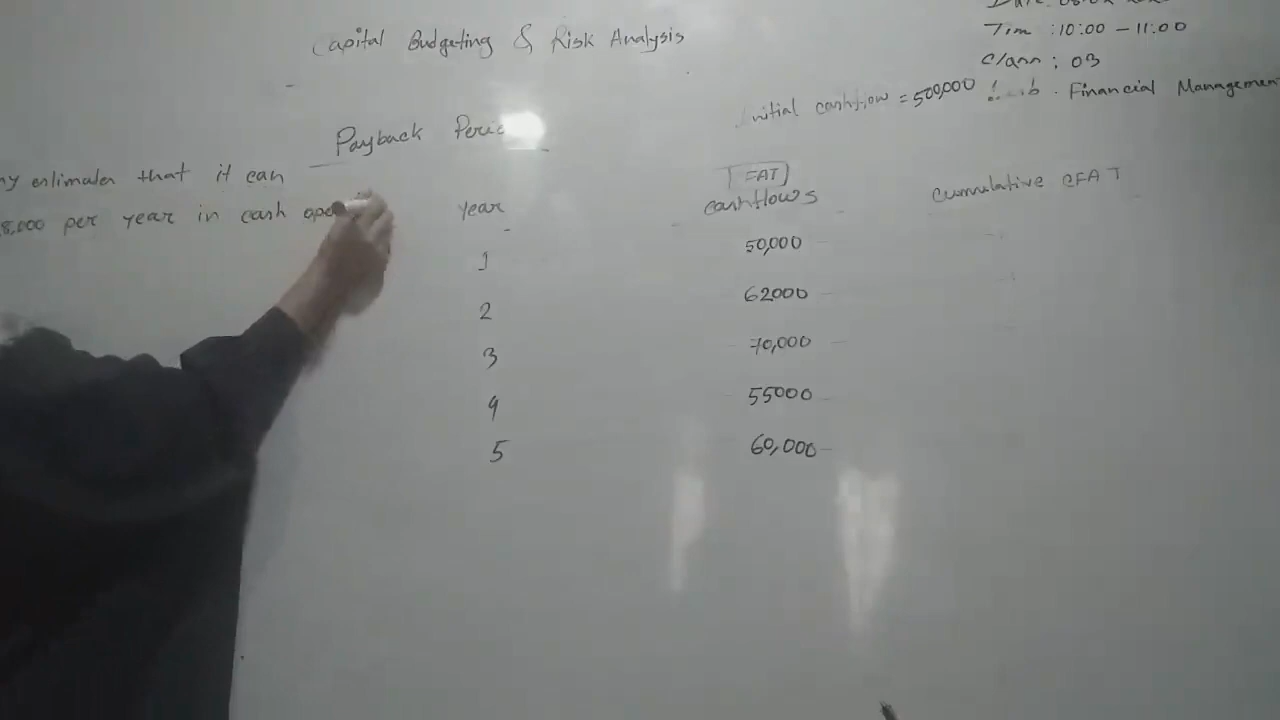 Capital Budgeting & Risk Analysis
Tim : 10:00 - 11:00
Class : 03
Financial Management
initial cashflow = 500,000
Payback
that it can
8,000 per year in cash
year
cashflows
Cumulative CFAT
1 50,000
2 62000
3 70,000
4 55000
5 60,000